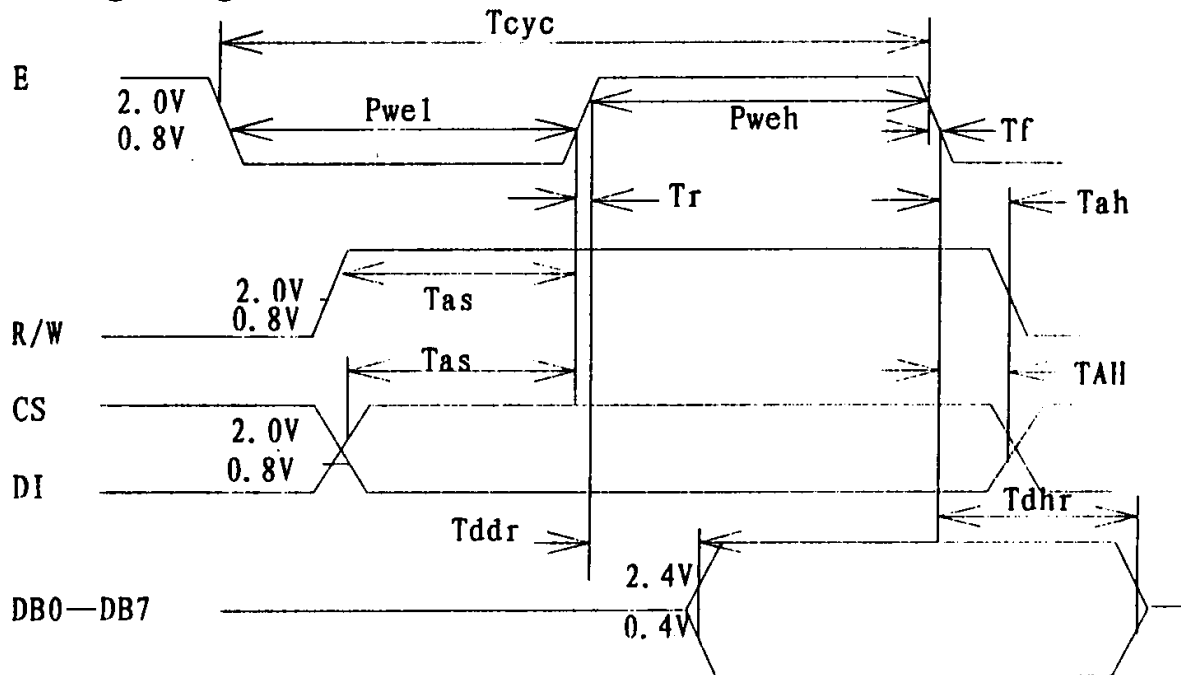 Tcyc
E
2.0V
Pwel
Pweh
0.8V
Tf
Tr
Tah
2.0V
Tas
0.8V
R/W
Tas
TAH
CS
2.0V
0.8V
DI
Tdhr
Tddr
2.4V
DB0—DB7
0.4V